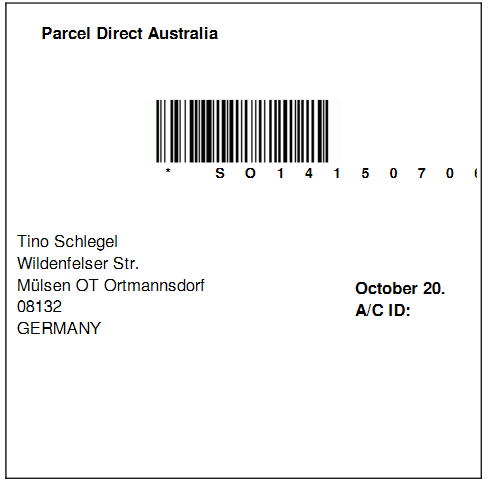 Parcel Direct Australia
* S O 1 4 1 5 0 7 0
Tino Schlegel
Wildenfelser Str.
Mülsen OT Ortmannsdorf
08132
GERMANY
October 20.
A/C ID: